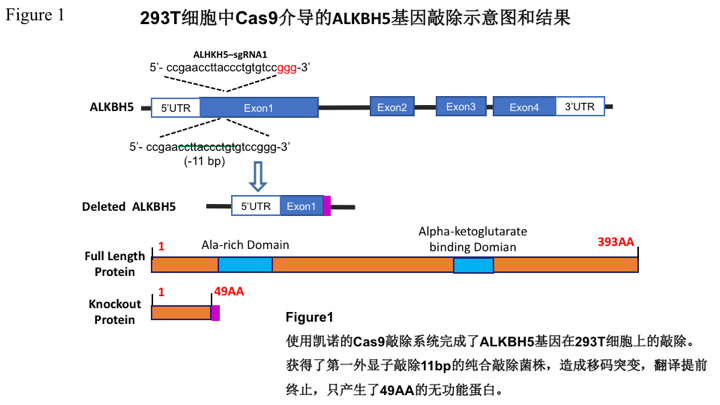 Figure 1
293T细胞中Cas9介导的ALKBH5基因敲除示意图和结果
ALHKH5–sgRNA1
5’- ccgaaccttaccctgtgtccggg-3’
ALKBH5
5’UTR Exon1 Exon2 Exon3 Exon4 3’UTR
5’- ccgaaccttaccctgtgtccggg-3’
(-11 bp)
Deleted ALKBH5
5’UTR Exon1
Ala-rich Domain
Alpha-ketoglutarate
binding Domian
1 393AA
Full Length
Protein
1 49AA
Knockout
Protein
Figure1
使用凯诺的Cas9敲除系统完成了ALKBH5基因在293T细胞上的敲除。
获得了第一外显子敲除11bp的纯合敲除菌株，造成移码突变，翻译提前
终止，只产生了49AA的无功能蛋白。